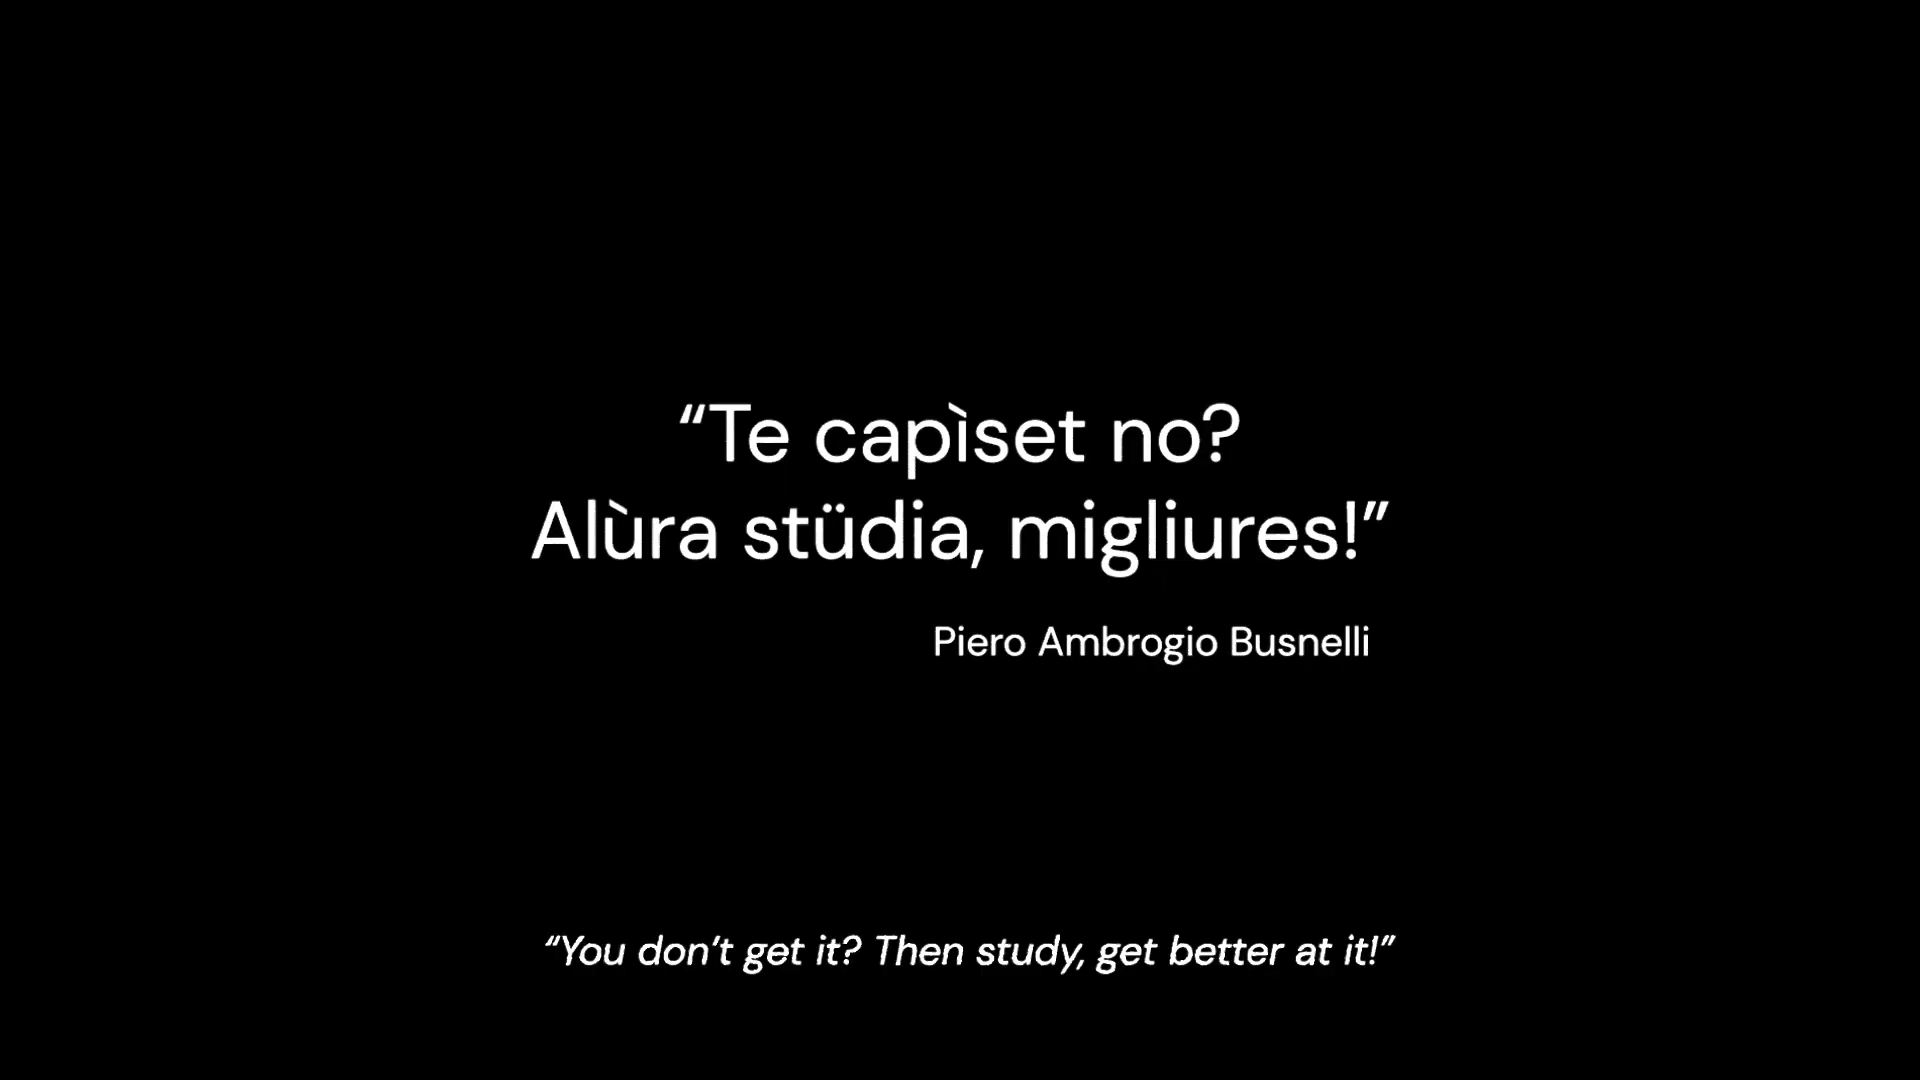 “Te capìset no?
Alùra stüdia, migliures!”
Piero Ambrogio Busnelli
“You don’t get it? Then study, get better at it!”